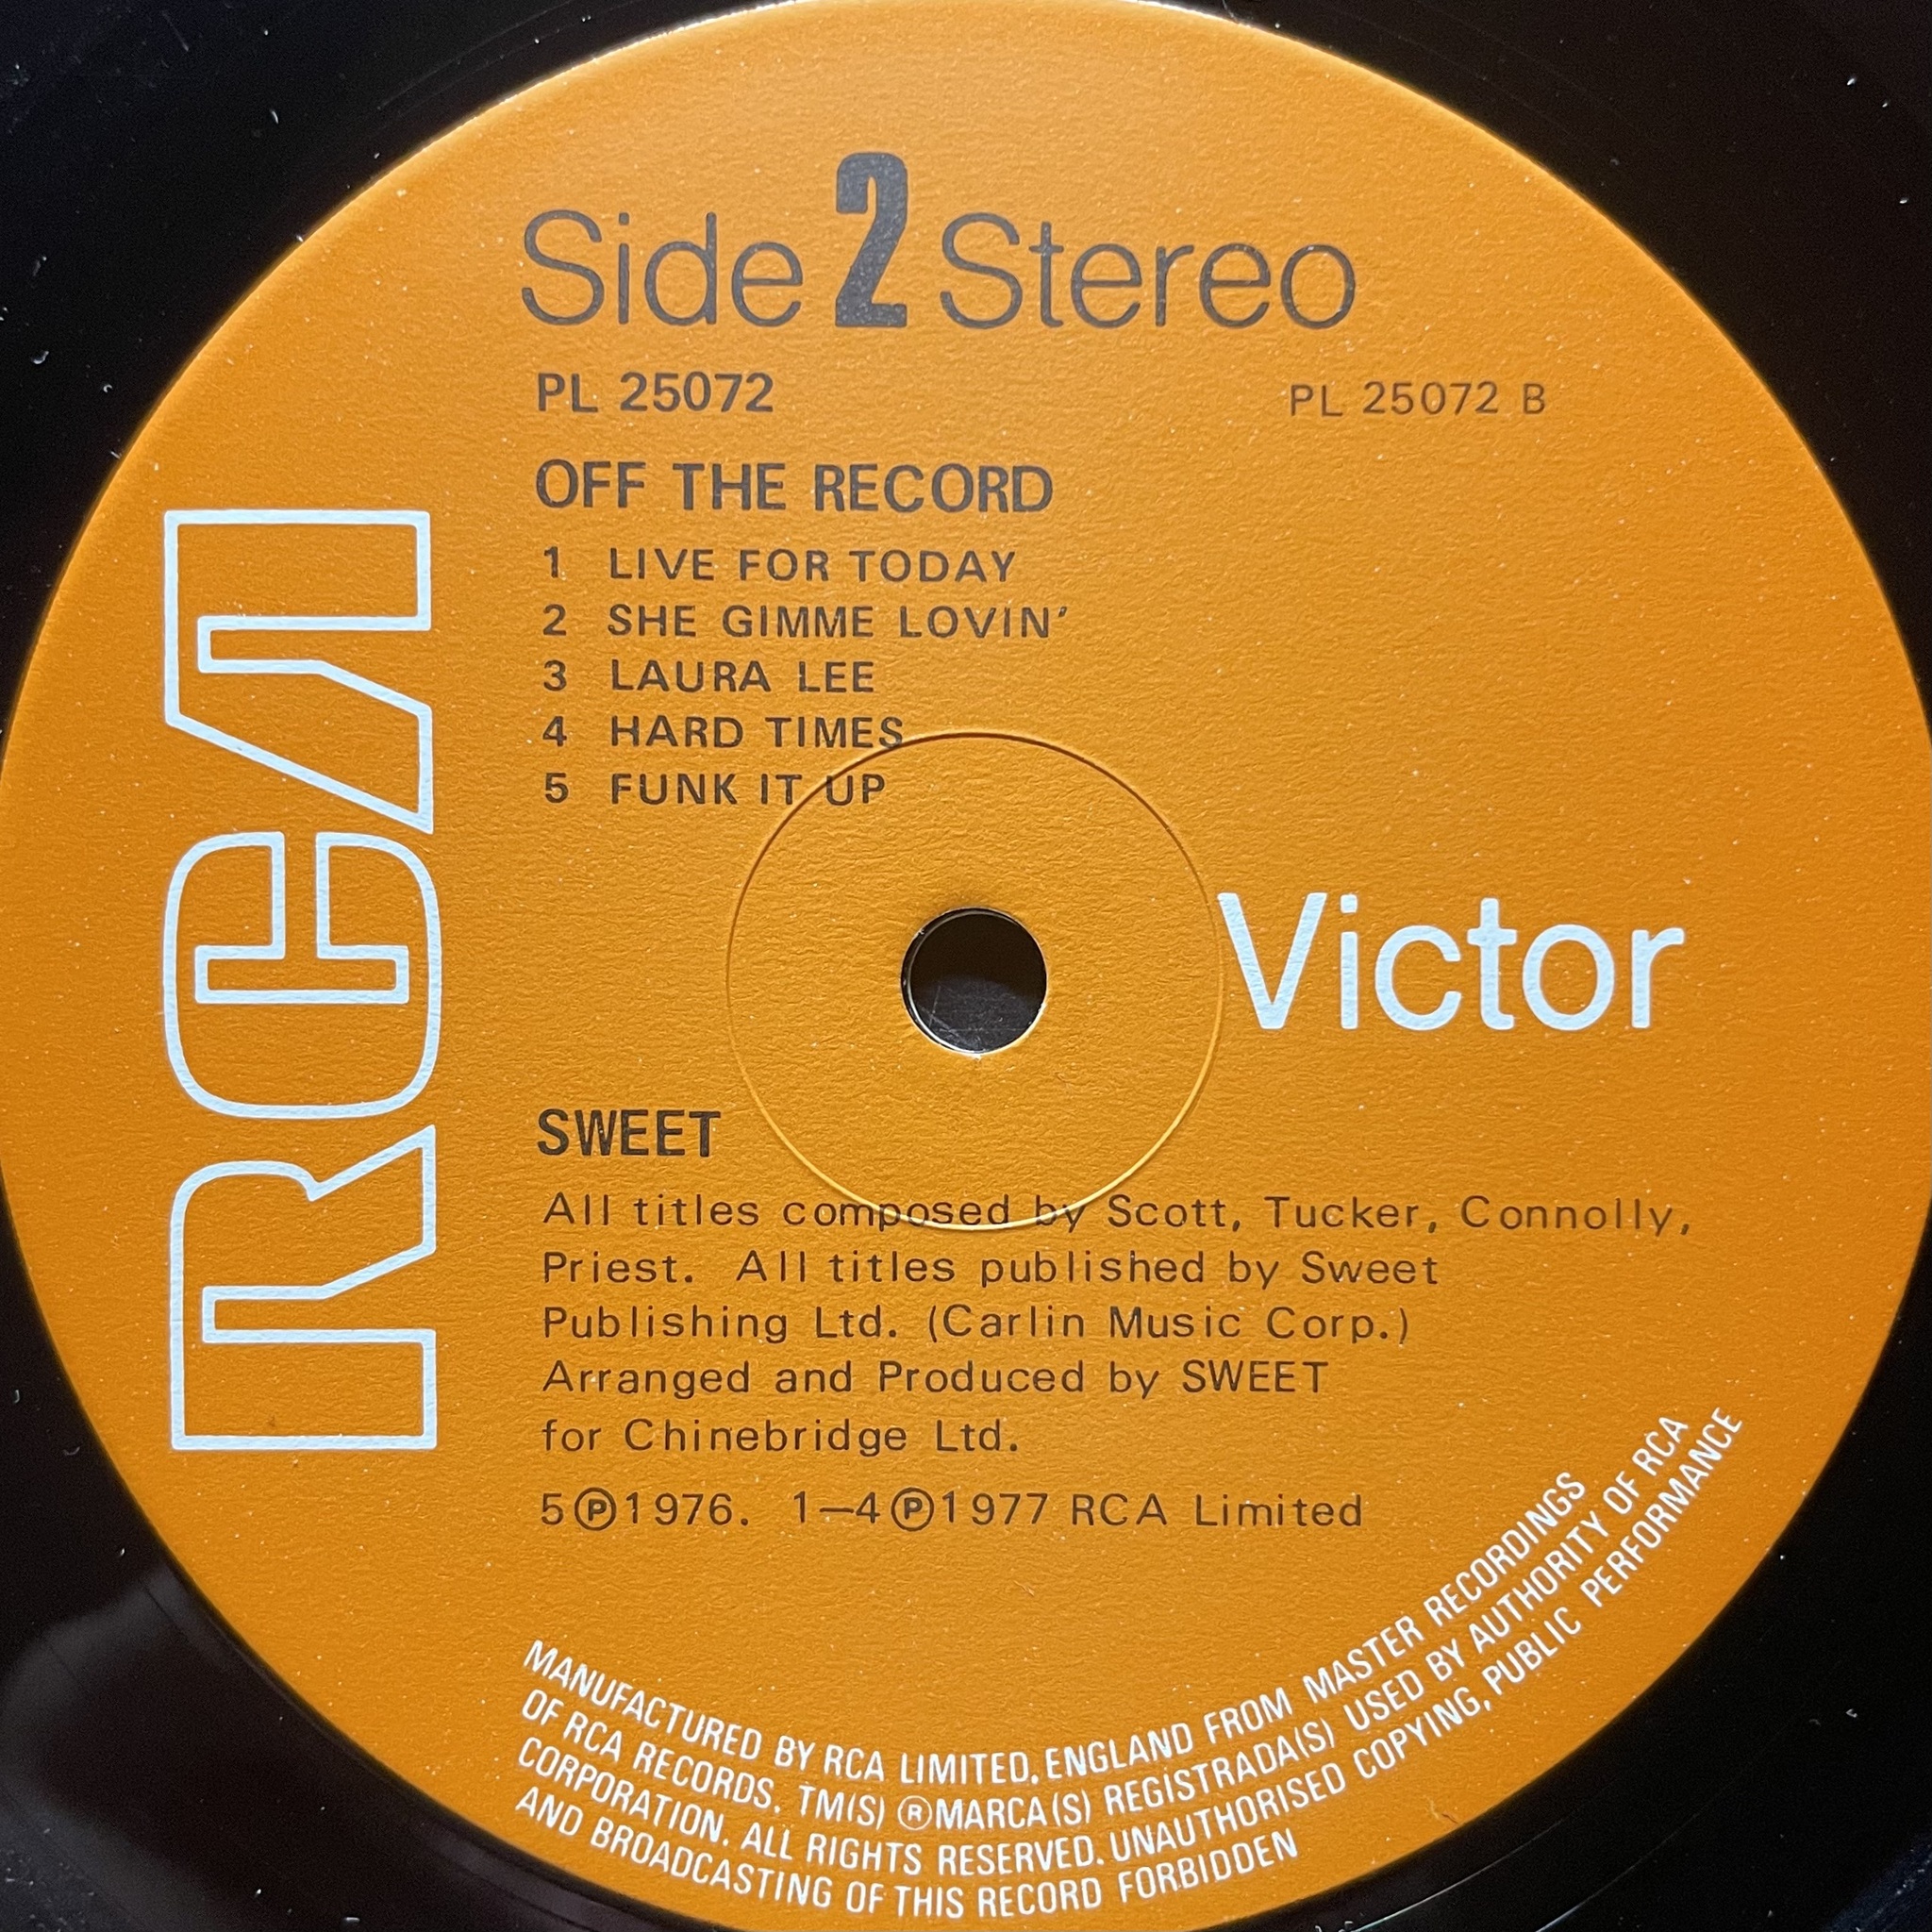 Side 2 Stereo
PL 25072 PL 25072 B
OFF THE RECORD
1 LIVE FOR TODAY
2 SHE GIMME LOVIN'
3 LAURA LEE
4 HARD TIMES
5 FUNK IT UP
RCA
Victor
SWEET
All titles composed by Scott, Tucker, Connolly,
Priest. All titles published by Sweet
Publishing Ltd. (Carlin Music Corp.)
Arranged and Produced by SWEET
for Chinebridge Ltd.
5Ⓟ1976. 1—4Ⓟ1977 RCA Limited
MANUFACTURED BY RCA LIMITED, ENGLAND FROM MASTER RECORDINGS
OF RCA RECORDS. TM(S) ®MARCA(S) REGISTRADA(S) USED BY AUTHORITY OF RCA
CORPORATION. ALL RIGHTS RESERVED. UNAUTHORISED COPYING, PUBLIC PERFORMANCE
AND BROADCASTING OF THIS RECORD FORBIDDEN